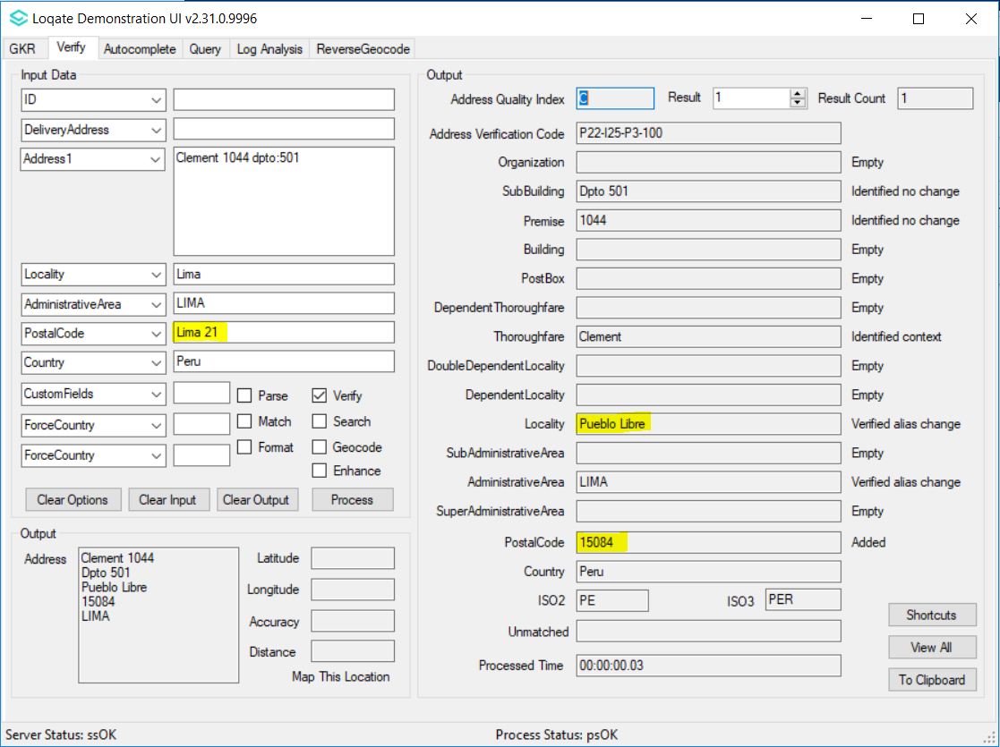 Loqate Demonstration UI v2.31.0.9996
GKR Verify Autocomplete Query Log Analysis ReverseGeocode
Input Data
ID
DeliveryAddress
Address1 Clement 1044 dpto:501
Locality Lima
AdministrativeArea LIMA
PostalCode Lima 21
Country Peru
CustomFields Parse Verify
ForceCountry Match Search
ForceCountry Format Geocode
Enhance
Clear Options Clear Input Clear Output Process
Output
Address
Clement 1044
Dpto 501
Pueblo Libre
15084
LIMA
Latitude
Longitude
Accuracy
Distance
Map This Location
Output
Address Quality Index C Result 1 Result Count 1
Address Verification Code P22-I25-P3-100
Organization Empty
SubBuilding Dpto 501 Identified no change
Premise 1044 Identified no change
Building Empty
PostBox Empty
DependentThoroughfare Empty
Thoroughfare Clement Identified context
DoubleDependentLocality Empty
DependentLocality Empty
Locality Pueblo Libre Verified alias change
SubAdministrativeArea Empty
AdministrativeArea LIMA Verified alias change
SuperAdministrativeArea Empty
PostalCode 15084 Added
Country Peru
ISO2 PE ISO3 PER
Unmatched
Processed Time 00:00:00.03
Shortcuts
View All
To Clipboard
Server Status: ssOK Process Status: psOK